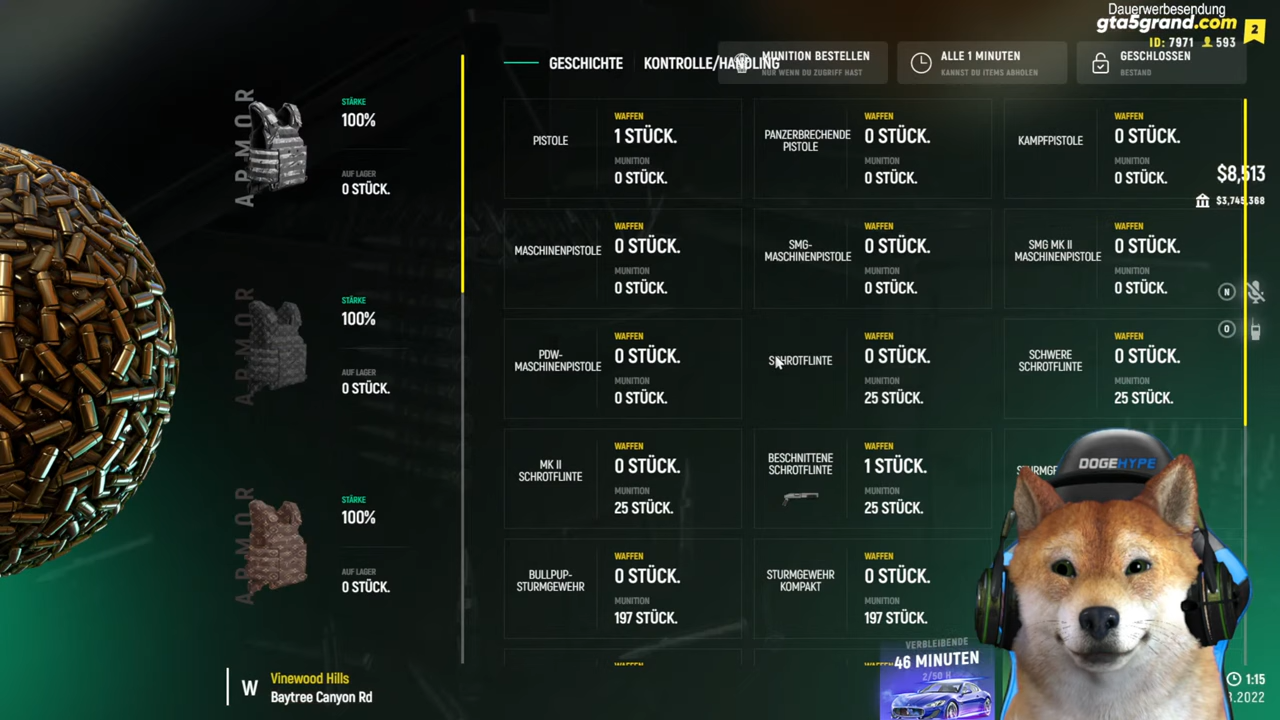 Dauerwerbesendung
gta5grand.com
2
ID: 7971 593
GESCHICHTE KONTROLLE/HANDLING
MUNITION BESTELLEN
NUR WENN DU ZUGRIFF HAST
ALLE 1 MINUTEN
KANNST DU ITEMS ABHOLEN
GESCHLOSSEN
BESTAND
ARMOR
STÄRKE
100%
AUF LAGER
0 STÜCK.
ARMOR
STÄRKE
100%
AUF LAGER
0 STÜCK.
ARMOR
STÄRKE
100%
AUF LAGER
0 STÜCK.
PISTOLE
WAFFEN
1 STÜCK.
MUNITION
0 STÜCK.
PANZERBRECHENDE
PISTOLE
WAFFEN
0 STÜCK.
MUNITION
0 STÜCK.
KAMPFPISTOLE
WAFFEN
0 STÜCK.
MUNITION
0 STÜCK.
$8,513
$3,745,368
MASCHINENPISTOLE
WAFFEN
0 STÜCK.
MUNITION
0 STÜCK.
SMG-
MASCHINENPISTOLE
WAFFEN
0 STÜCK.
MUNITION
0 STÜCK.
SMG MK II
MASCHINENPISTOLE
WAFFEN
0 STÜCK.
MUNITION
0 STÜCK.
N
O
PDW-
MASCHINENPISTOLE
WAFFEN
0 STÜCK.
MUNITION
0 STÜCK.
SCHROTFLINTE
WAFFEN
0 STÜCK.
MUNITION
25 STÜCK.
SCHWERE
SCHROTFLINTE
WAFFEN
0 STÜCK.
MUNITION
25 STÜCK.
MK II
SCHROTFLINTE
WAFFEN
0 STÜCK.
MUNITION
25 STÜCK.
BESCHNITTENE
SCHROTFLINTE
WAFFEN
1 STÜCK.
MUNITION
25 STÜCK.
DOGEHYPE
BULLPUP-
STURMGEWEHR
WAFFEN
0 STÜCK.
MUNITION
197 STÜCK.
STURMGEWEHR
KOMPAKT
WAFFEN
0 STÜCK.
MUNITION
197 STÜCK.
WAFFEN
VERBLEIBENDE
46 MINUTEN
2/50 H
W
Vinewood Hills
Baytree Canyon Rd
1:15
.2022